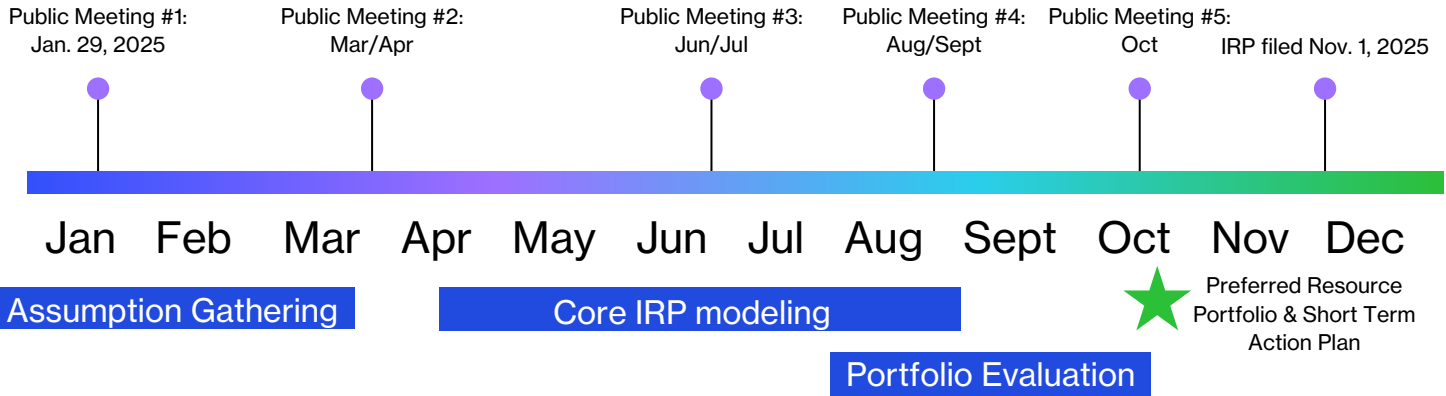 Public Meeting #1:
Jan. 29, 2025
Public Meeting #2:
Mar/Apr
Public Meeting #3:
Jun/Jul
Public Meeting #4:
Aug/Sept
Public Meeting #5:
Oct
IRP filed Nov. 1, 2025
Jan Feb Mar Apr May Jun Jul Aug Sept Oct Nov Dec
Assumption Gathering
Core IRP modeling
Preferred Resource
Portfolio & Short Term
Action Plan
Portfolio Evaluation